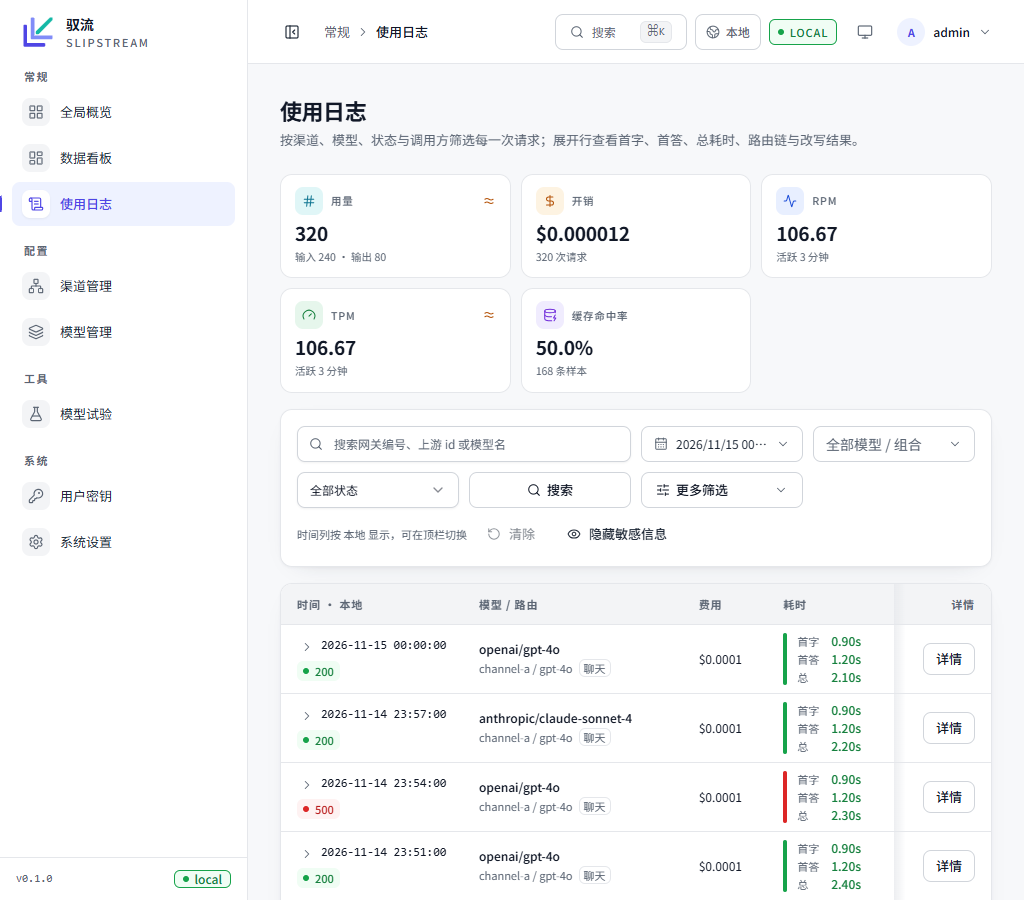 驭流
SLIPSTREAM
常规
全局概览
数据看板
使用日志
配置
渠道管理
模型管理
工具
模型试验
系统
用户密钥
系统设置
v0.1.0
local
常规 > 使用日志
搜索 ⌘K
本地
LOCAL
A admin
使用日志
按渠道、模型、状态与调用方筛选每一次请求；展开行查看首字、首答、总耗时、路由链与改写结果。
用量 ≈
320
输入 240 · 输出 80
开销
$0.000012
320 次请求
RPM
106.67
活跃 3 分钟
TPM ≈
106.67
活跃 3 分钟
缓存命中率
50.0%
168 条样本
搜索网关编号、上游 id 或模型名
2026/11/15 00…
全部模型 / 组合
全部状态
搜索
更多筛选
时间列按 本地 显示，可在顶栏切换
清除
隐藏敏感信息
时间 · 本地 模型 / 路由 费用 耗时 详情
2026-11-15 00:00:00
200
openai/gpt-4o
channel-a / gpt-4o 聊天
$0.0001
首字 0.90s
首答 1.20s
总 2.10s
详情
2026-11-14 23:57:00
200
anthropic/claude-sonnet-4
channel-a / gpt-4o 聊天
$0.0001
首字 0.90s
首答 1.20s
总 2.20s
详情
2026-11-14 23:54:00
500
openai/gpt-4o
channel-a / gpt-4o 聊天
$0.0001
首字 0.90s
首答 1.20s
总 2.30s
详情
2026-11-14 23:51:00
200
openai/gpt-4o
channel-a / gpt-4o 聊天
$0.0001
首字 0.90s
首答 1.20s
总 2.40s
详情